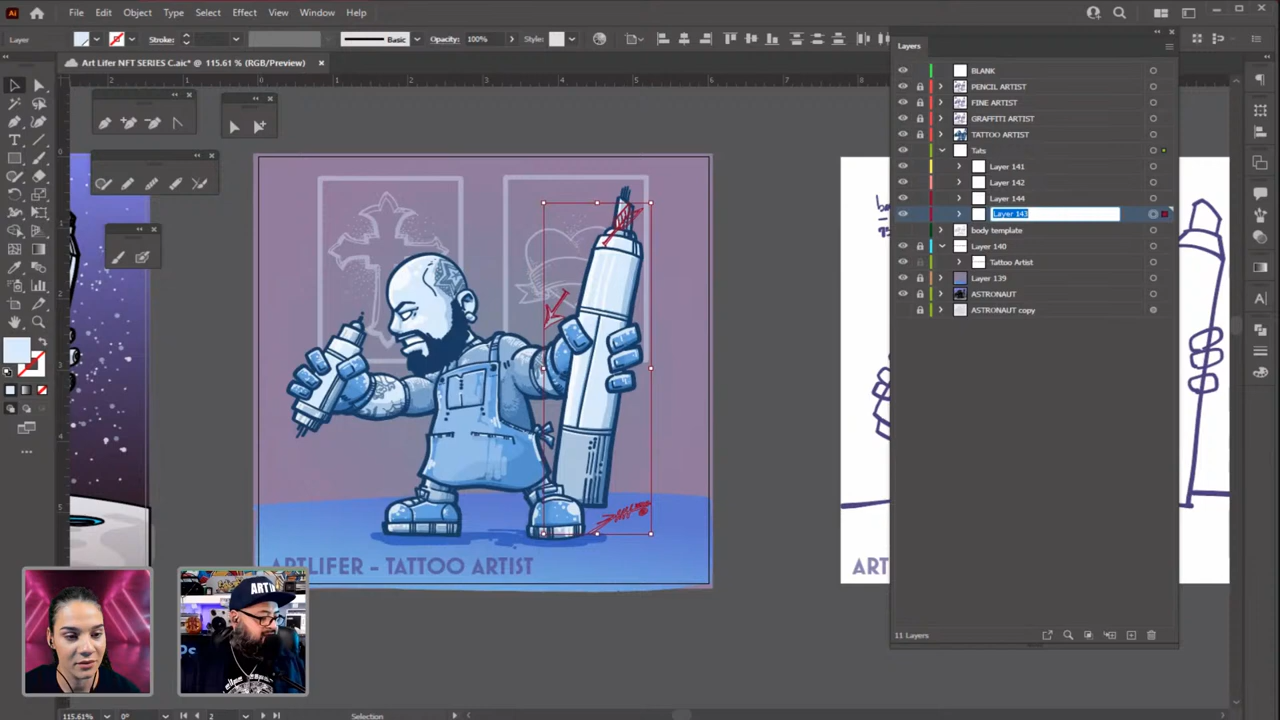 Ai File Edit Object Type Select Effect View Window Help
Layer Stroke: Basic Opacity: 100% Style:
Art Lifer NFT SERIES C.aic* @ 115.61 % (RGB/Preview) ×
Layers
BLANK
PENCIL ARTIST
FINE ARTIST
GRAFFITI ARTIST
TATTOO ARTIST
Tats
Layer 141
Layer 142
Layer 144
Layer 143
body template
Layer 140
Tattoo Artist
Layer 139
ASTRONAUT
ASTRONAUT copy
ARTLIFER - TATTOO ARTIST
ART
11 Layers
115.61% 0° 2 Selection